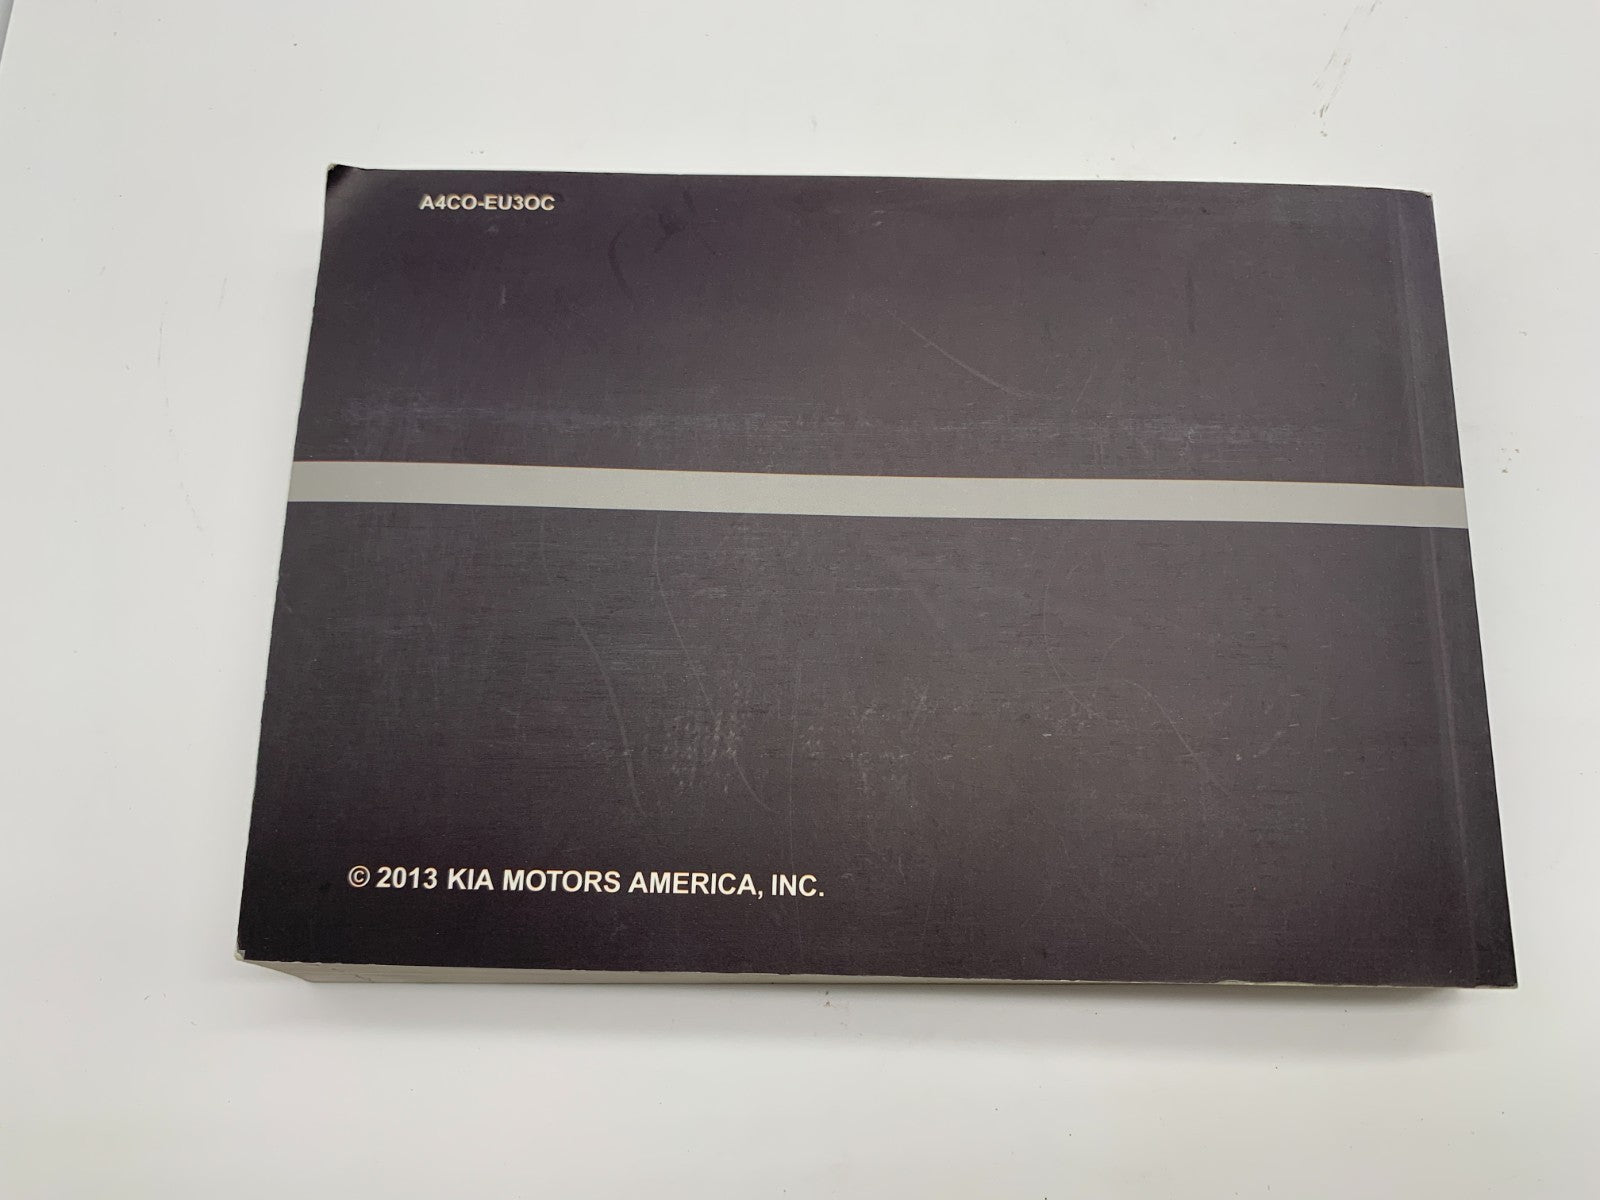 A4CO-EU3OC
© 2013 KIA MOTORS AMERICA, INC.